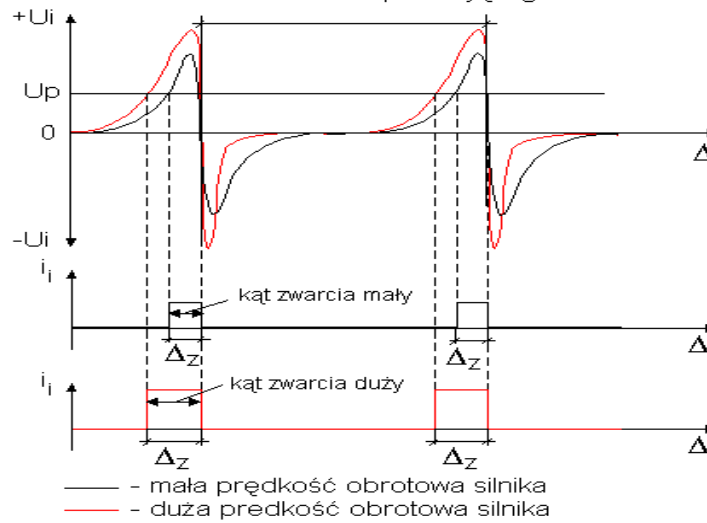 +Ui
Up
0
Δ
-Ui
i i
kąt zwarcia mały
Δz Δz
Δ
i i
kąt zwarcia duży
Δ
Δz Δz
- mała prędkość obrotowa silnika
- duża predkość obrotowa silnika